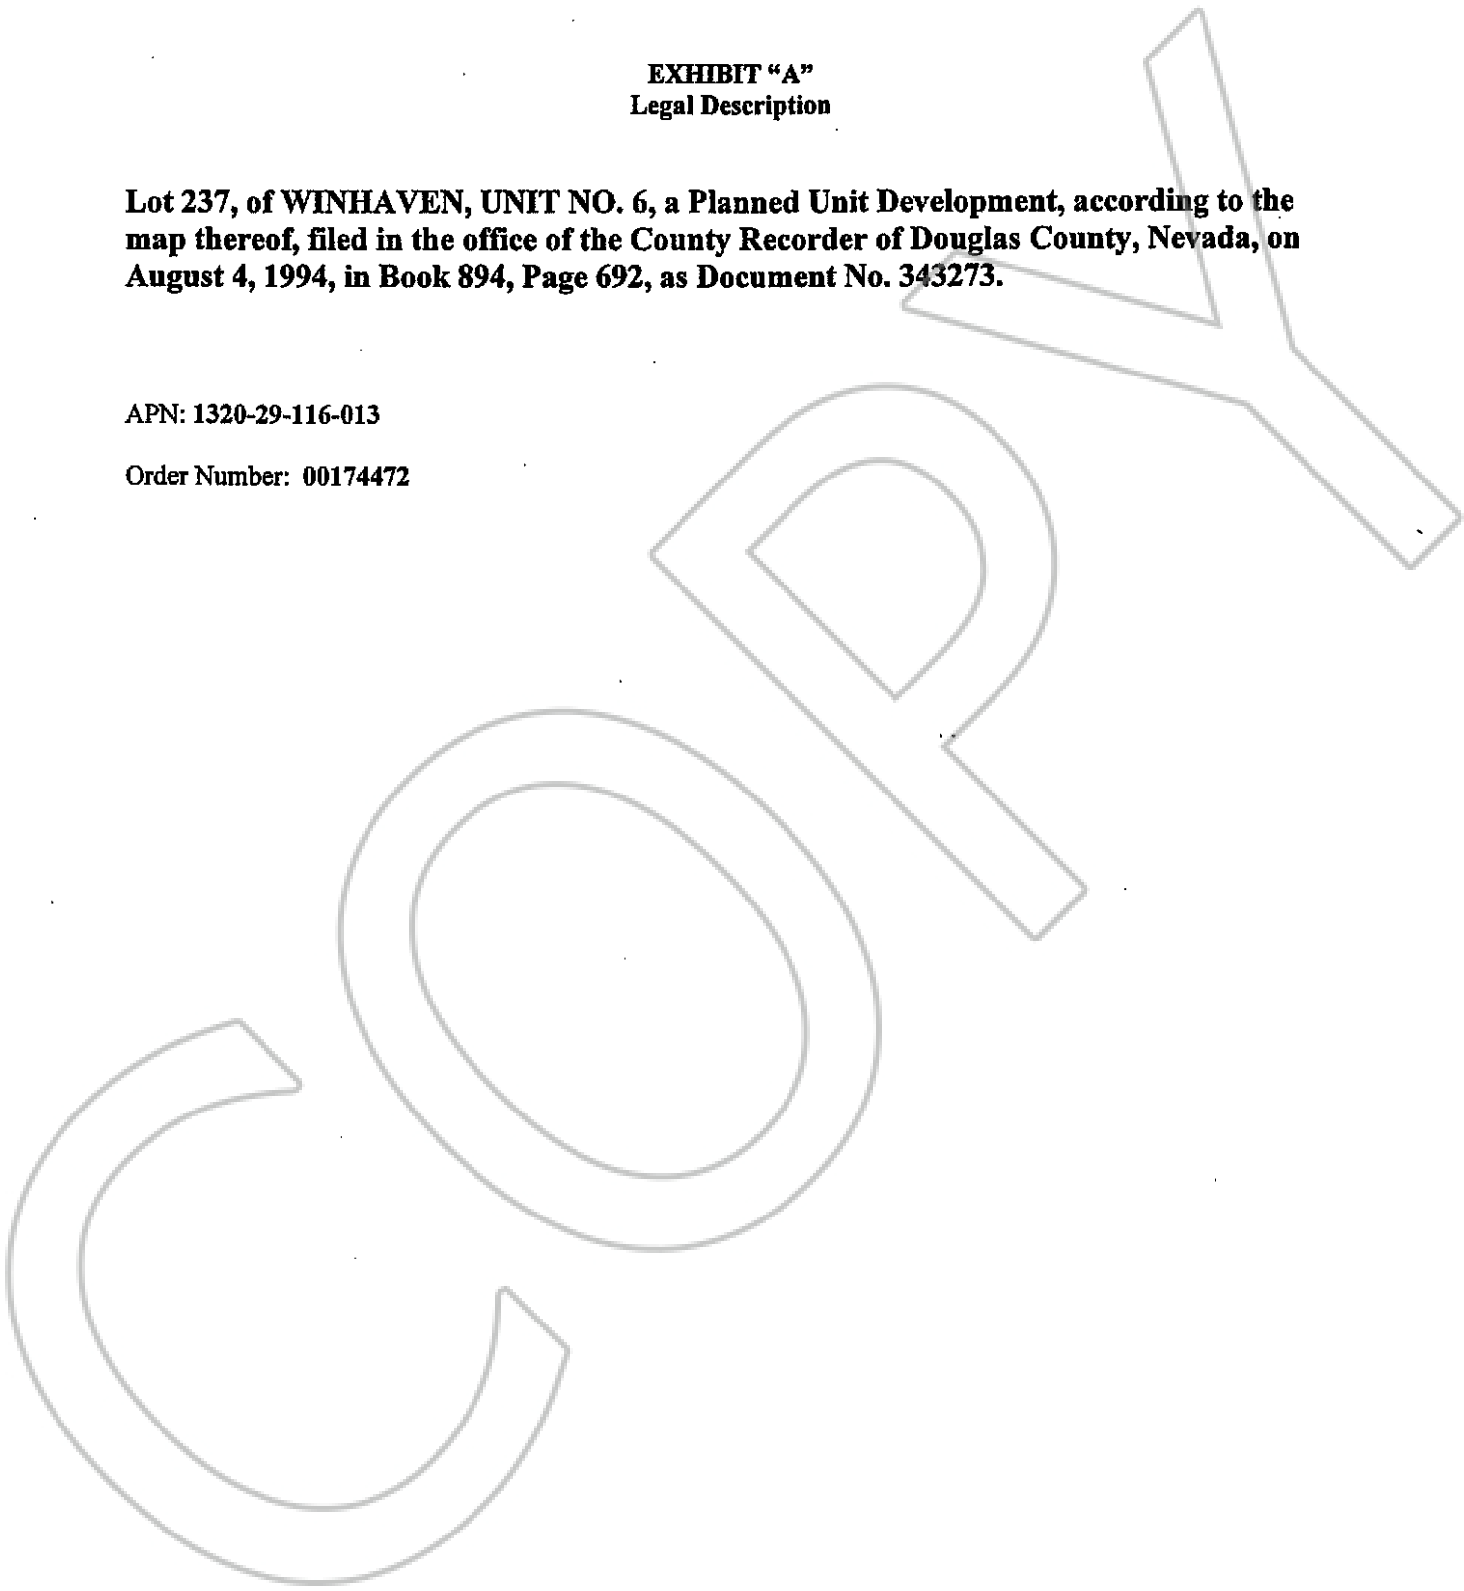 EXHIBIT “A”
Legal Description
Lot 237, of WINHAVEN, UNIT NO. 6, a Planned Unit Development, according to the
map thereof, filed in the office of the County Recorder of Douglas County, Nevada, on
August 4, 1994, in Book 894, Page 692, as Document No. 343273.
APN: 1320-29-116-013
Order Number: 00174472
COPY